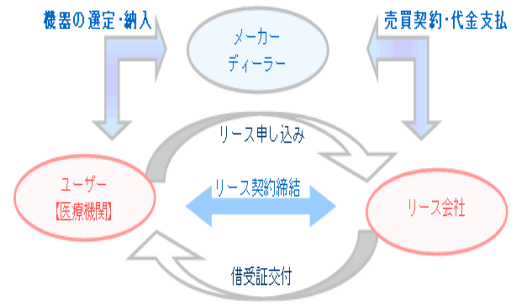 機器の選定･納入
売買契約･代金支払
メーカー
ディーラー
リース申し込み
ユーザー
【医療機関】
リース契約締結
リース会社
借受証交付